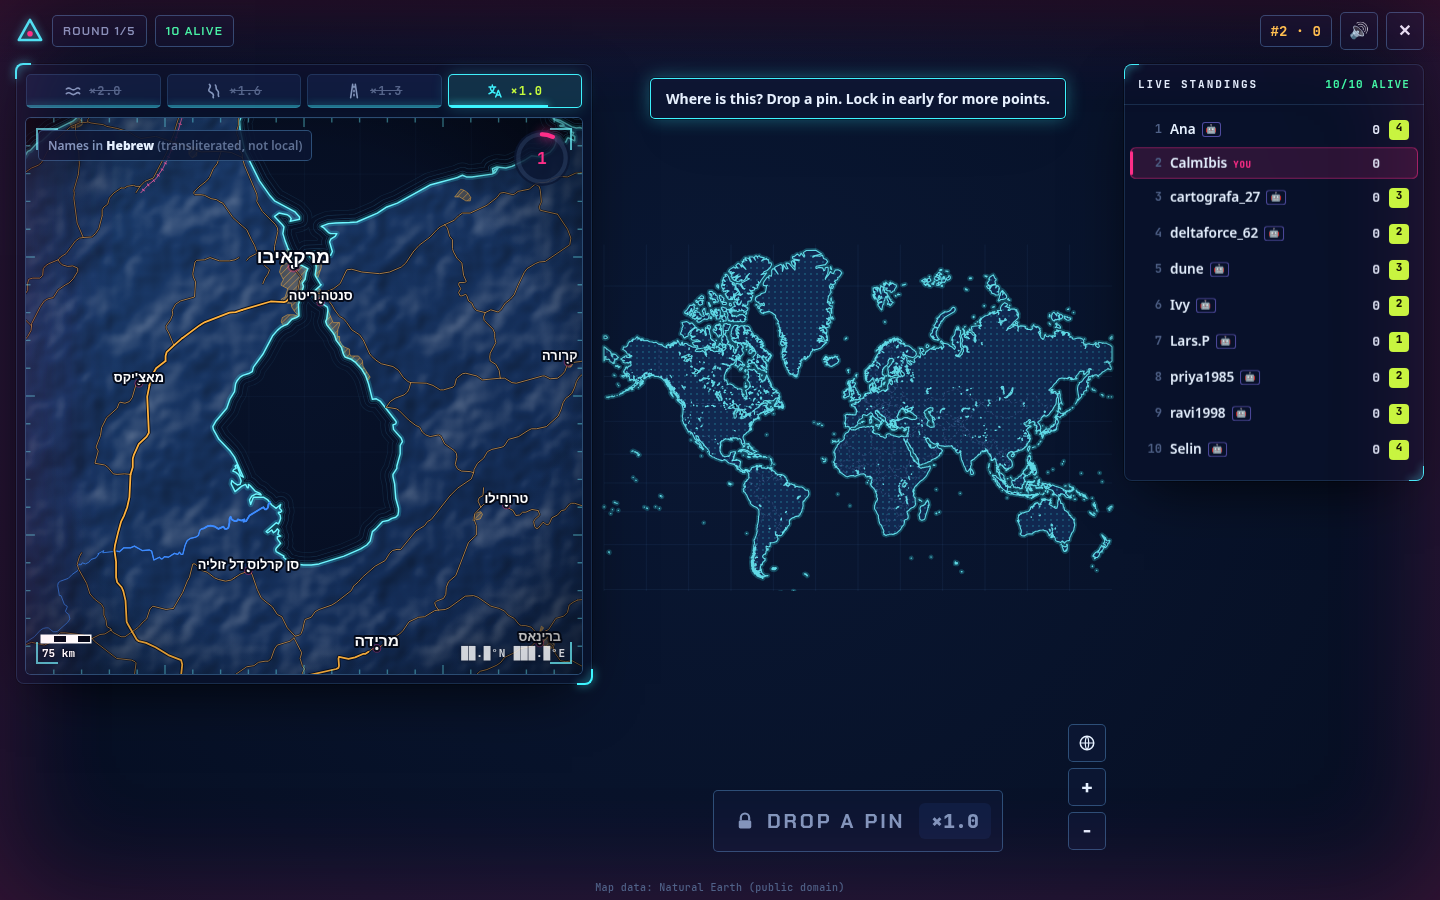 ROUND 1/5
10 ALIVE
#2 · 0
×2.0
×1.6
×1.3
×1.0
Names in Hebrew (transliterated, not local)
1
מרקאיבו
סנטה ריטה
קרורה
מאצ'יקס
טרוחילו
סן קרלוס דל זוליה
מרידה
ברינאס
75 km
██.█°N ███.█°E
Where is this? Drop a pin. Lock in early for more points.
DROP A PIN ×1.0
+
-
LIVE STANDINGS 10/10 ALIVE
1 Ana 0 4
2 CalmIbis YOU 0
3 cartografa_27 0 3
4 deltaforce_62 0 2
5 dune 0 3
6 Ivy 0 2
7 Lars.P 0 1
8 priya1985 0 2
9 ravi1998 0 3
10 Selin 0 4
Map data: Natural Earth (public domain)